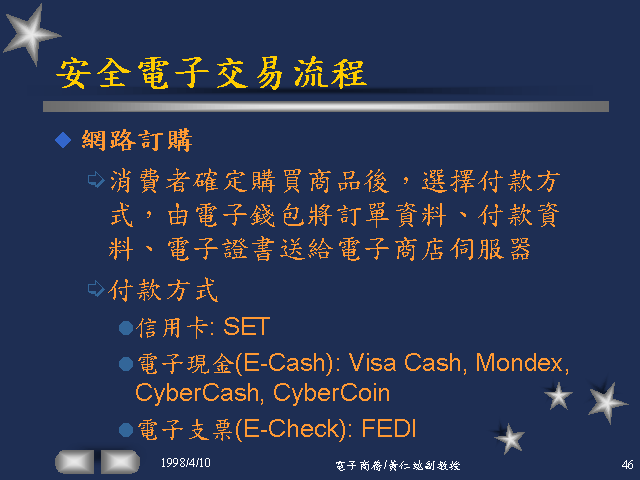 安全電子交易流程
網路訂購
消費者確定購買商品後，選擇付款方
式，由電子錢包將訂單資料、付款資
料、電子證書送給電子商店伺服器
付款方式
信用卡: SET
電子現金(E-Cash): Visa Cash, Mondex,
CyberCash, CyberCoin
電子支票(E-Check): FEDI
1998/4/10
電子商務/黃仁
副教授
46